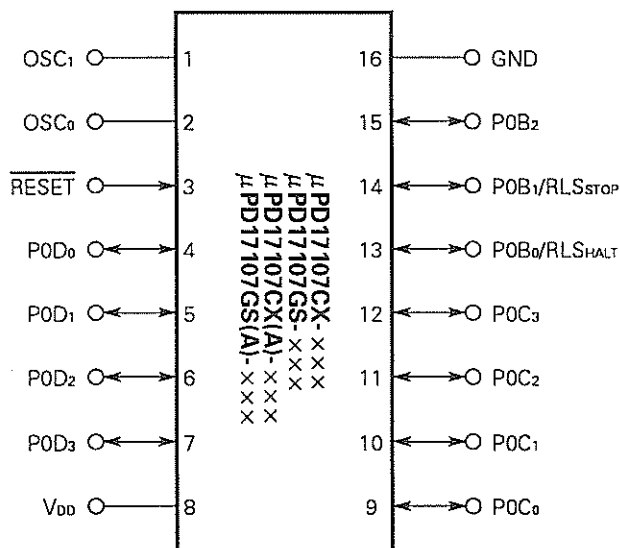 OSC₁ 1 16 GND
OSC₀ 2 15 P0B₂
RESET 3 14 P0B₁/RLSSTOP
P0D₀ 4 13 P0B₀/RLSHALT
P0D₁ 5 12 P0C₃
P0D₂ 6 11 P0C₂
P0D₃ 7 10 P0C₁
VDD 8 9 P0C₀
μPD17107CX-×××
μPD17107GS-×××
μPD17107CX(A)-×××
μPD17107GS(A)-×××